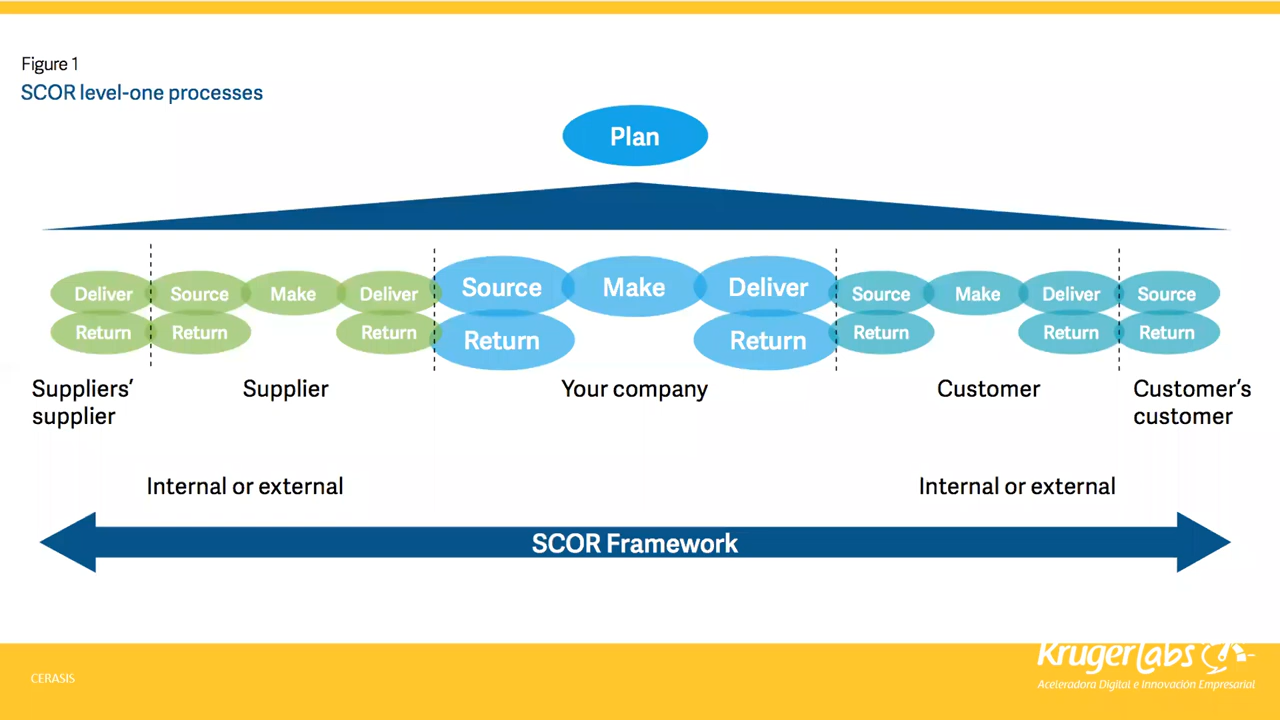 Figure 1
SCOR level-one processes
Plan
Deliver Source Make Deliver Source Make Deliver Source Make Deliver Source
Return Return Return Return Return Return Return Return
Suppliers’ supplier
Supplier
Your company
Customer
Customer’s customer
Internal or external
Internal or external
SCOR Framework
CERASIS
KrugerLabs
Aceleradora Digital e Innovación Empresarial